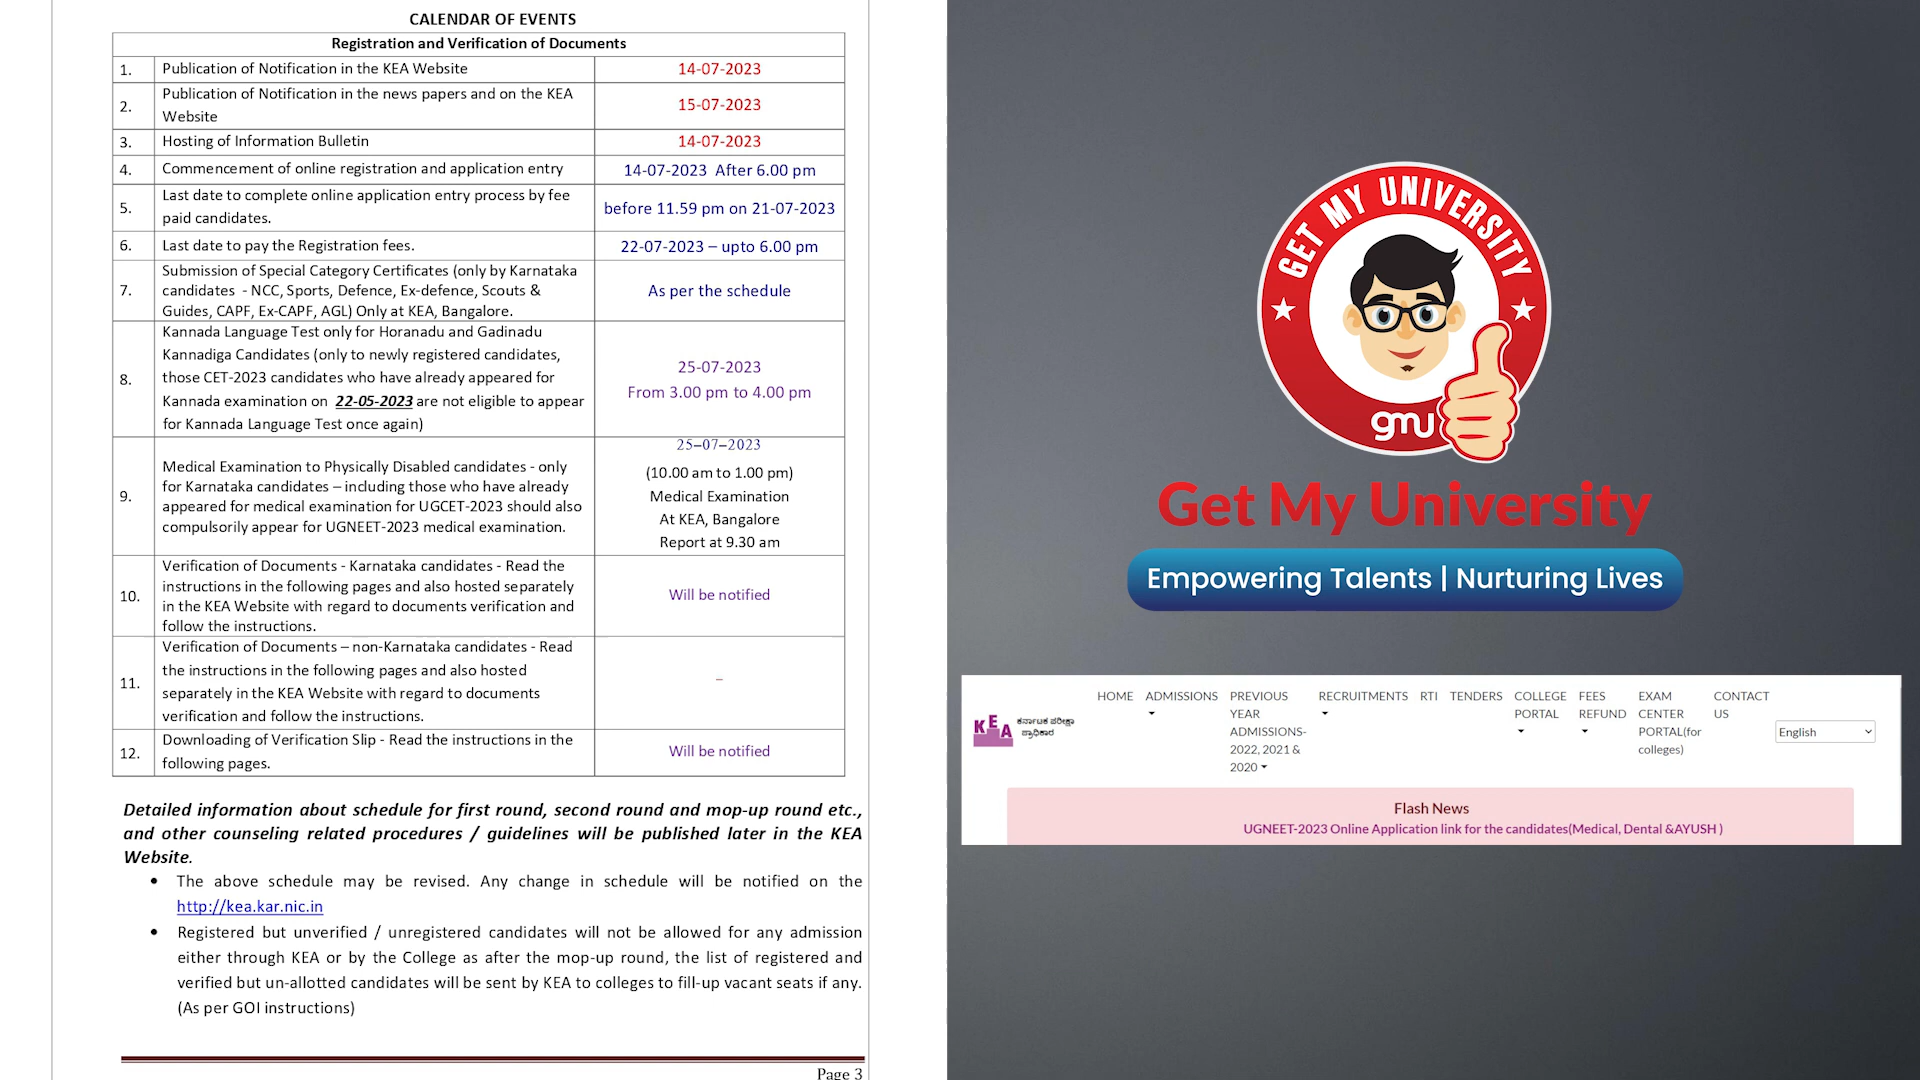 CALENDAR OF EVENTS
Registration and Verification of Documents
1. Publication of Notification in the KEA Website 14-07-2023
2. Publication of Notification in the news papers and on the KEA
Website
15-07-2023
3. Hosting of Information Bulletin 14-07-2023
4. Commencement of online registration and application entry 14-07-2023 After 6.00 pm
5. Last date to complete online application entry process by fee
paid candidates.
before 11.59 pm on 21-07-2023
6. Last date to pay the Registration fees. 22-07-2023 – upto 6.00 pm
7. Submission of Special Category Certificates (only by Karnataka
candidates - NCC, Sports, Defence, Ex-defence, Scouts &
Guides, CAPF, Ex-CAPF, AGL) Only at KEA, Bangalore.
As per the schedule
8. Kannada Language Test only for Horanadu and Gadinadu
Kannadiga Candidates (only to newly registered candidates,
those CET-2023 candidates who have already appeared for
Kannada examination on 22-05-2023 are not eligible to appear
for Kannada Language Test once again)
25-07-2023
From 3.00 pm to 4.00 pm
9. Medical Examination to Physically Disabled candidates - only
for Karnataka candidates – including those who have already
appeared for medical examination for UGCET-2023 should also
compulsorily appear for UGNEET-2023 medical examination.
25–07–2023
(10.00 am to 1.00 pm)
Medical Examination
At KEA, Bangalore
Report at 9.30 am
10. Verification of Documents - Karnataka candidates - Read the
instructions in the following pages and also hosted separately
in the KEA Website with regard to documents verification and
follow the instructions.
Will be notified
11. Verification of Documents – non-Karnataka candidates - Read
the instructions in the following pages and also hosted
separately in the KEA Website with regard to documents
verification and follow the instructions.
–
12. Downloading of Verification Slip - Read the instructions in the
following pages.
Will be notified
Detailed information about schedule for first round, second round and mop-up round etc.,
and other counseling related procedures / guidelines will be published later in the KEA
Website.
• The above schedule may be revised. Any change in schedule will be notified on the
http://kea.kar.nic.in
• Registered but unverified / unregistered candidates will not be allowed for any admission
either through KEA or by the College as after the mop-up round, the list of registered and
verified but un-allotted candidates will be sent by KEA to colleges to fill-up vacant seats if any.
(As per GOI instructions)
Page 3
GET MY UNIVERSITY
gmu
Get My University
Empowering Talents | Nurturing Lives
KEA
ಕರ್ನಾಟಕ ಪರೀಕ್ಷಾ
ಪ್ರಾಧಿಕಾರ
HOME
ADMISSIONS
PREVIOUS
YEAR
ADMISSIONS-
2022, 2021 &
2020
RECRUITMENTS
RTI
TENDERS
COLLEGE
PORTAL
FEES
REFUND
EXAM
CENTER
PORTAL(for
colleges)
CONTACT
US
English
Flash News
UGNEET-2023 Online Application link for the candidates(Medical, Dental &AYUSH )